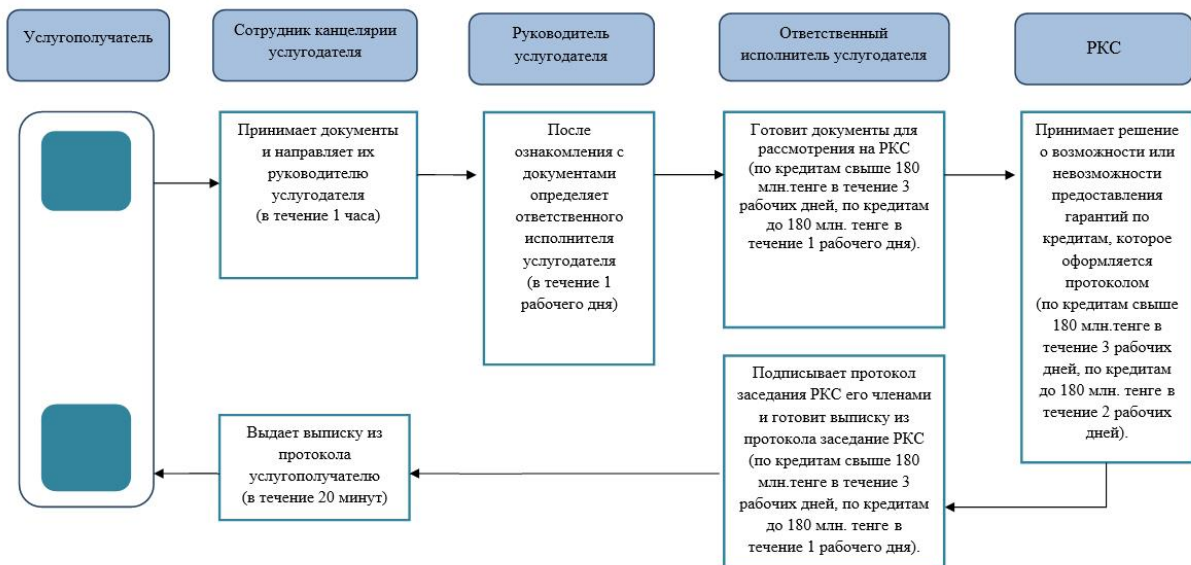 Услугополучатель
Сотрудник канцелярии
услугодателя
Руководитель
услугодателя
Ответственный
исполнитель услугодателя
РКС
Принимает документы
и направляет их
руководителю
услугодателя
(в течение 1 часа)
После
ознакомления с
документами
определяет
ответственного
исполнителя
услугодателя
(в течение 1
рабочего дня)
Готовит документы для
рассмотрения на РКС
(по кредитам свыше 180
млн.тенге в течение 3
рабочих дней, по кредитам
до 180 млн. тенге в
течение 1 рабочего дня).
Принимает решение
о возможности или
невозможности
предоставления
гарантий по
кредитам, которое
оформляется
протоколом
(по кредитам свыше
180 млн.тенге в
течение 3 рабочих
дней, по кредитам
до 180 млн. тенге в
течение 2 рабочих
дней).
Подписывает протокол
заседания РКС его членами
и готовит выписку из
протокола заседание РКС
(по кредитам свыше 180
млн.тенге в течение 3
рабочих дней, по кредитам
до 180 млн. тенге в
течение 1 рабочего дня).
Выдает выписку из
протокола
услугополучателю
(в течение 20 минут)